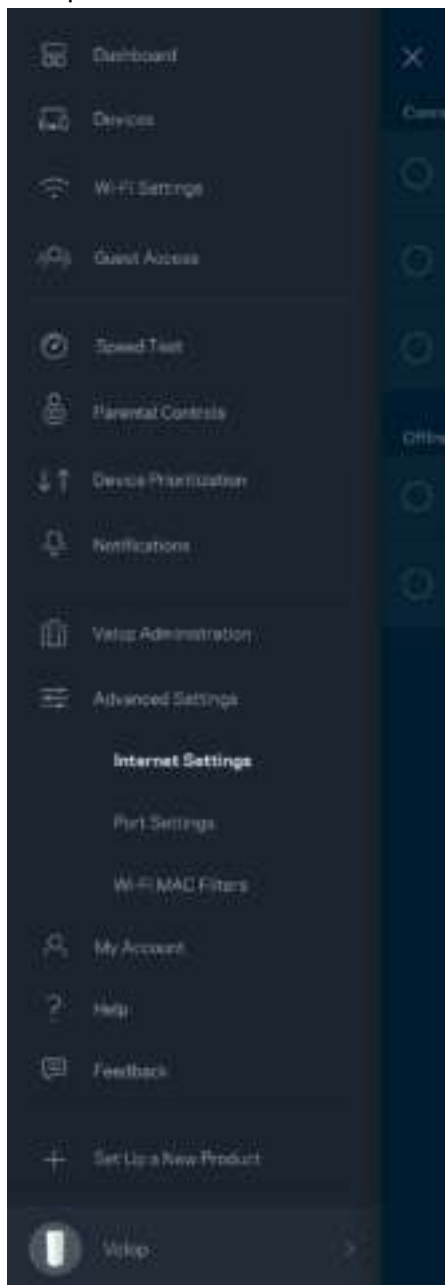 Dashboard
Devices
Wi-Fi Settings
Guest Access
Speed Test
Parental Controls
Device Prioritization
Notifications
Velop Administration
Advanced Settings
Internet Settings
Port Settings
Wi-Fi MAC Filters
My Account
? Help
Feedback
+ Set Up a New Product
Velop